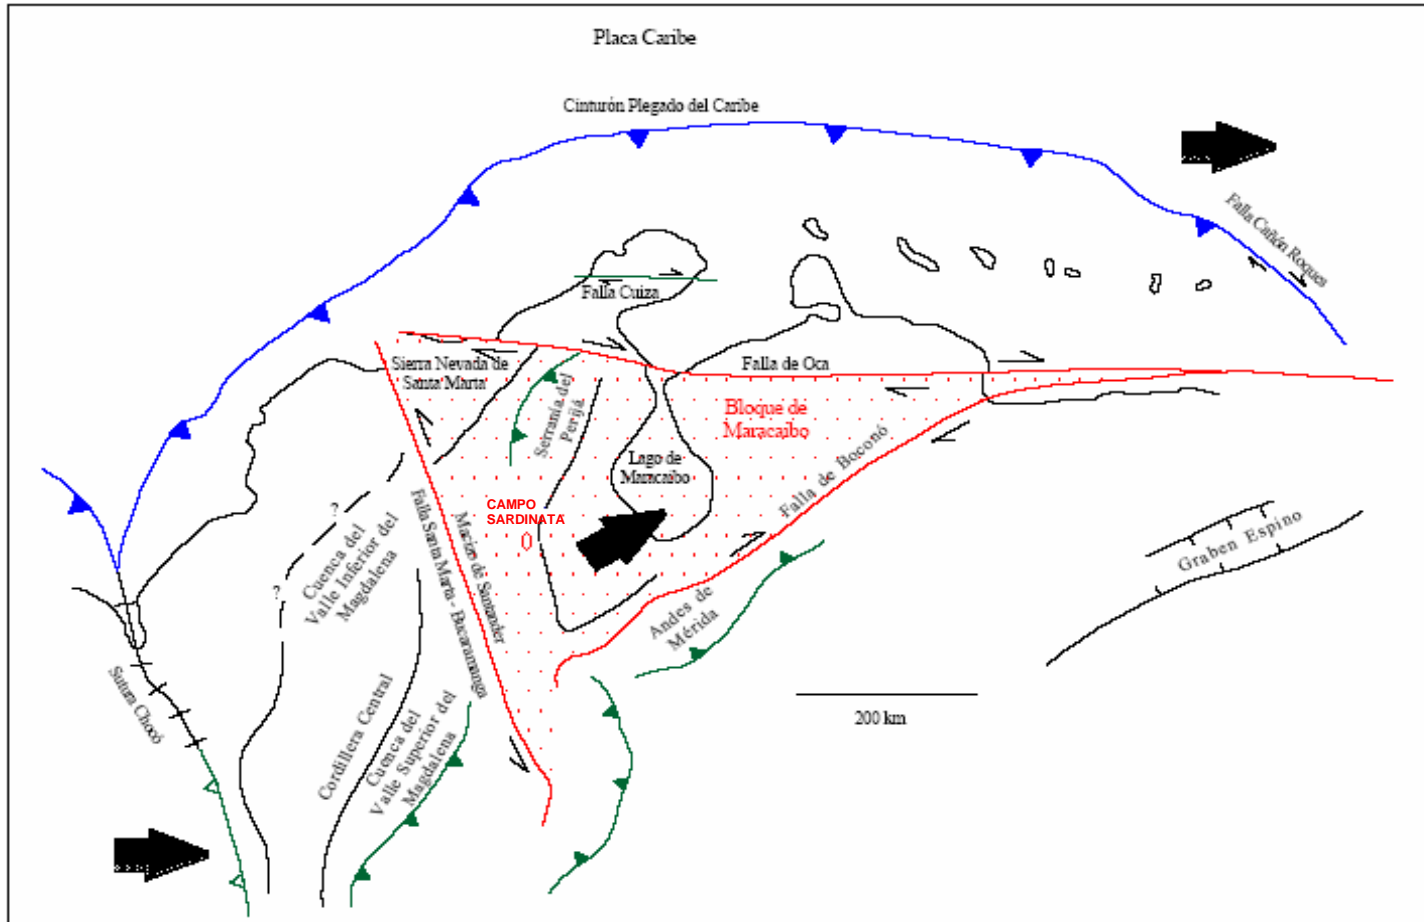 Placa Caribe
Cinturón Plegado del Caribe
Falla Cañón Roques
Falla Cuiza
Sierra Nevada de
Santa Marta
Falla de Oca
Serranía del
Perijá
Bloque de
Maracaibo
Lago de
Maracaibo
Falla de Boconó
CAMPO
SARDINATA
Graben Espino
?
?
Cuenca del
Valle Inferior del
Magdalena
Falla Santa Marta - Bucaramanga
Macizo de Santander
Andes de
Mérida
Sutura Chocó
Cordillera Central
Cuenca del
Valle Superior del
Magdalena
200 km